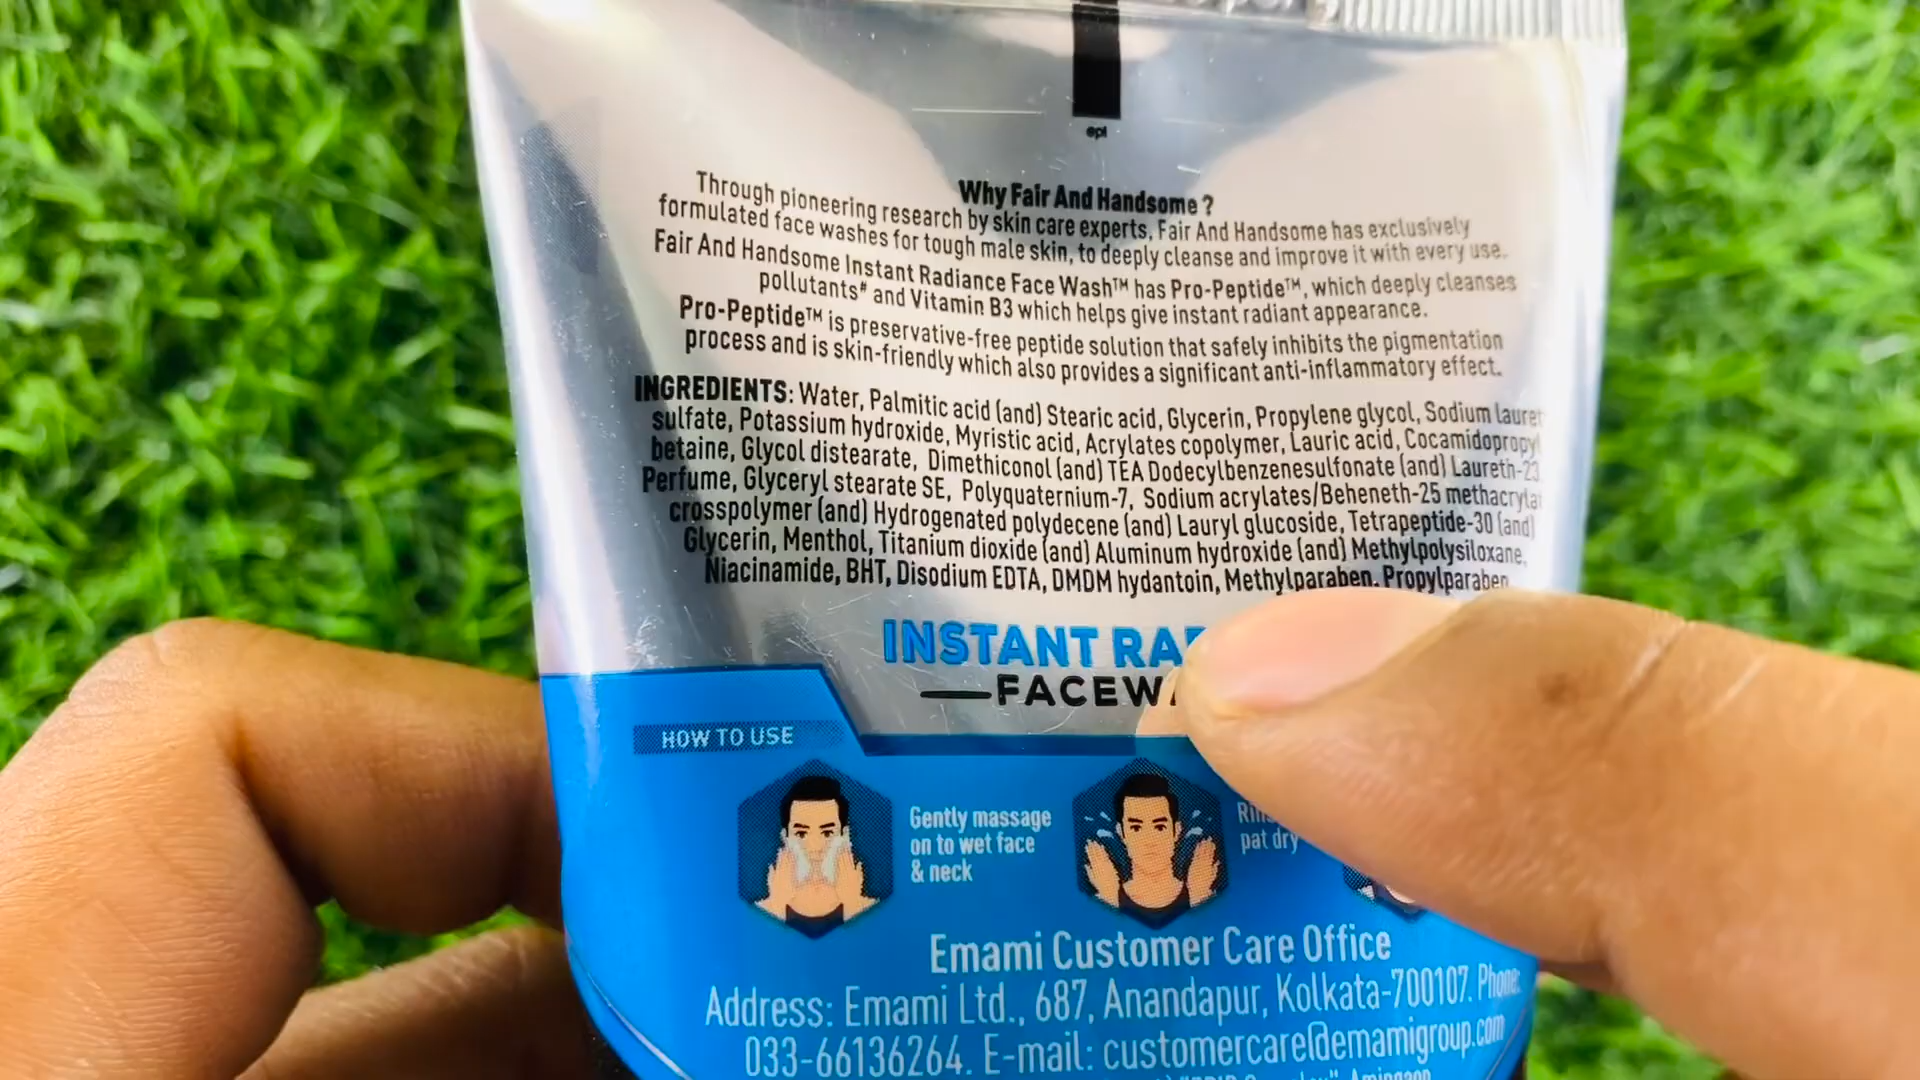 epl
Why Fair And Handsome ?
Through pioneering research by skin care experts, Fair And Handsome has exclusively
formulated face washes for tough male skin, to deeply cleanse and improve it with every use.
Fair And Handsome Instant Radiance Face Wash™ has Pro-Peptide™, which deeply cleanses
pollutants# and Vitamin B3 which helps give instant radiant appearance.
Pro-Peptide™ is preservative-free peptide solution that safely inhibits the pigmentation
process and is skin-friendly which also provides a significant anti-inflammatory effect.
INGREDIENTS: Water, Palmitic acid (and) Stearic acid, Glycerin, Propylene glycol, Sodium lauret
sulfate, Potassium hydroxide, Myristic acid, Acrylates copolymer, Lauric acid, Cocamidopropyl
betaine, Glycol distearate, Dimethiconol (and) TEA Dodecylbenzenesulfonate (and) Laureth-23,
Perfume, Glyceryl stearate SE, Polyquaternium-7, Sodium acrylates/Beheneth-25 methacryla
crosspolymer (and) Hydrogenated polydecene (and) Lauryl glucoside, Tetrapeptide-30 (and)
Glycerin, Menthol, Titanium dioxide (and) Aluminum hydroxide (and) Methylpolysiloxane,
Niacinamide, BHT, Disodium EDTA, DMDM hydantoin, Methylparaben, Propylparaben
INSTANT RAD
FACEWA
HOW TO USE
Gently massage
on to wet face
& neck
pat dry
Emami Customer Care Office
Address: Emami Ltd., 687, Anandapur, Kolkata-700107. Phone:
033-66136264. E-mail: customercare@emamigroup.com